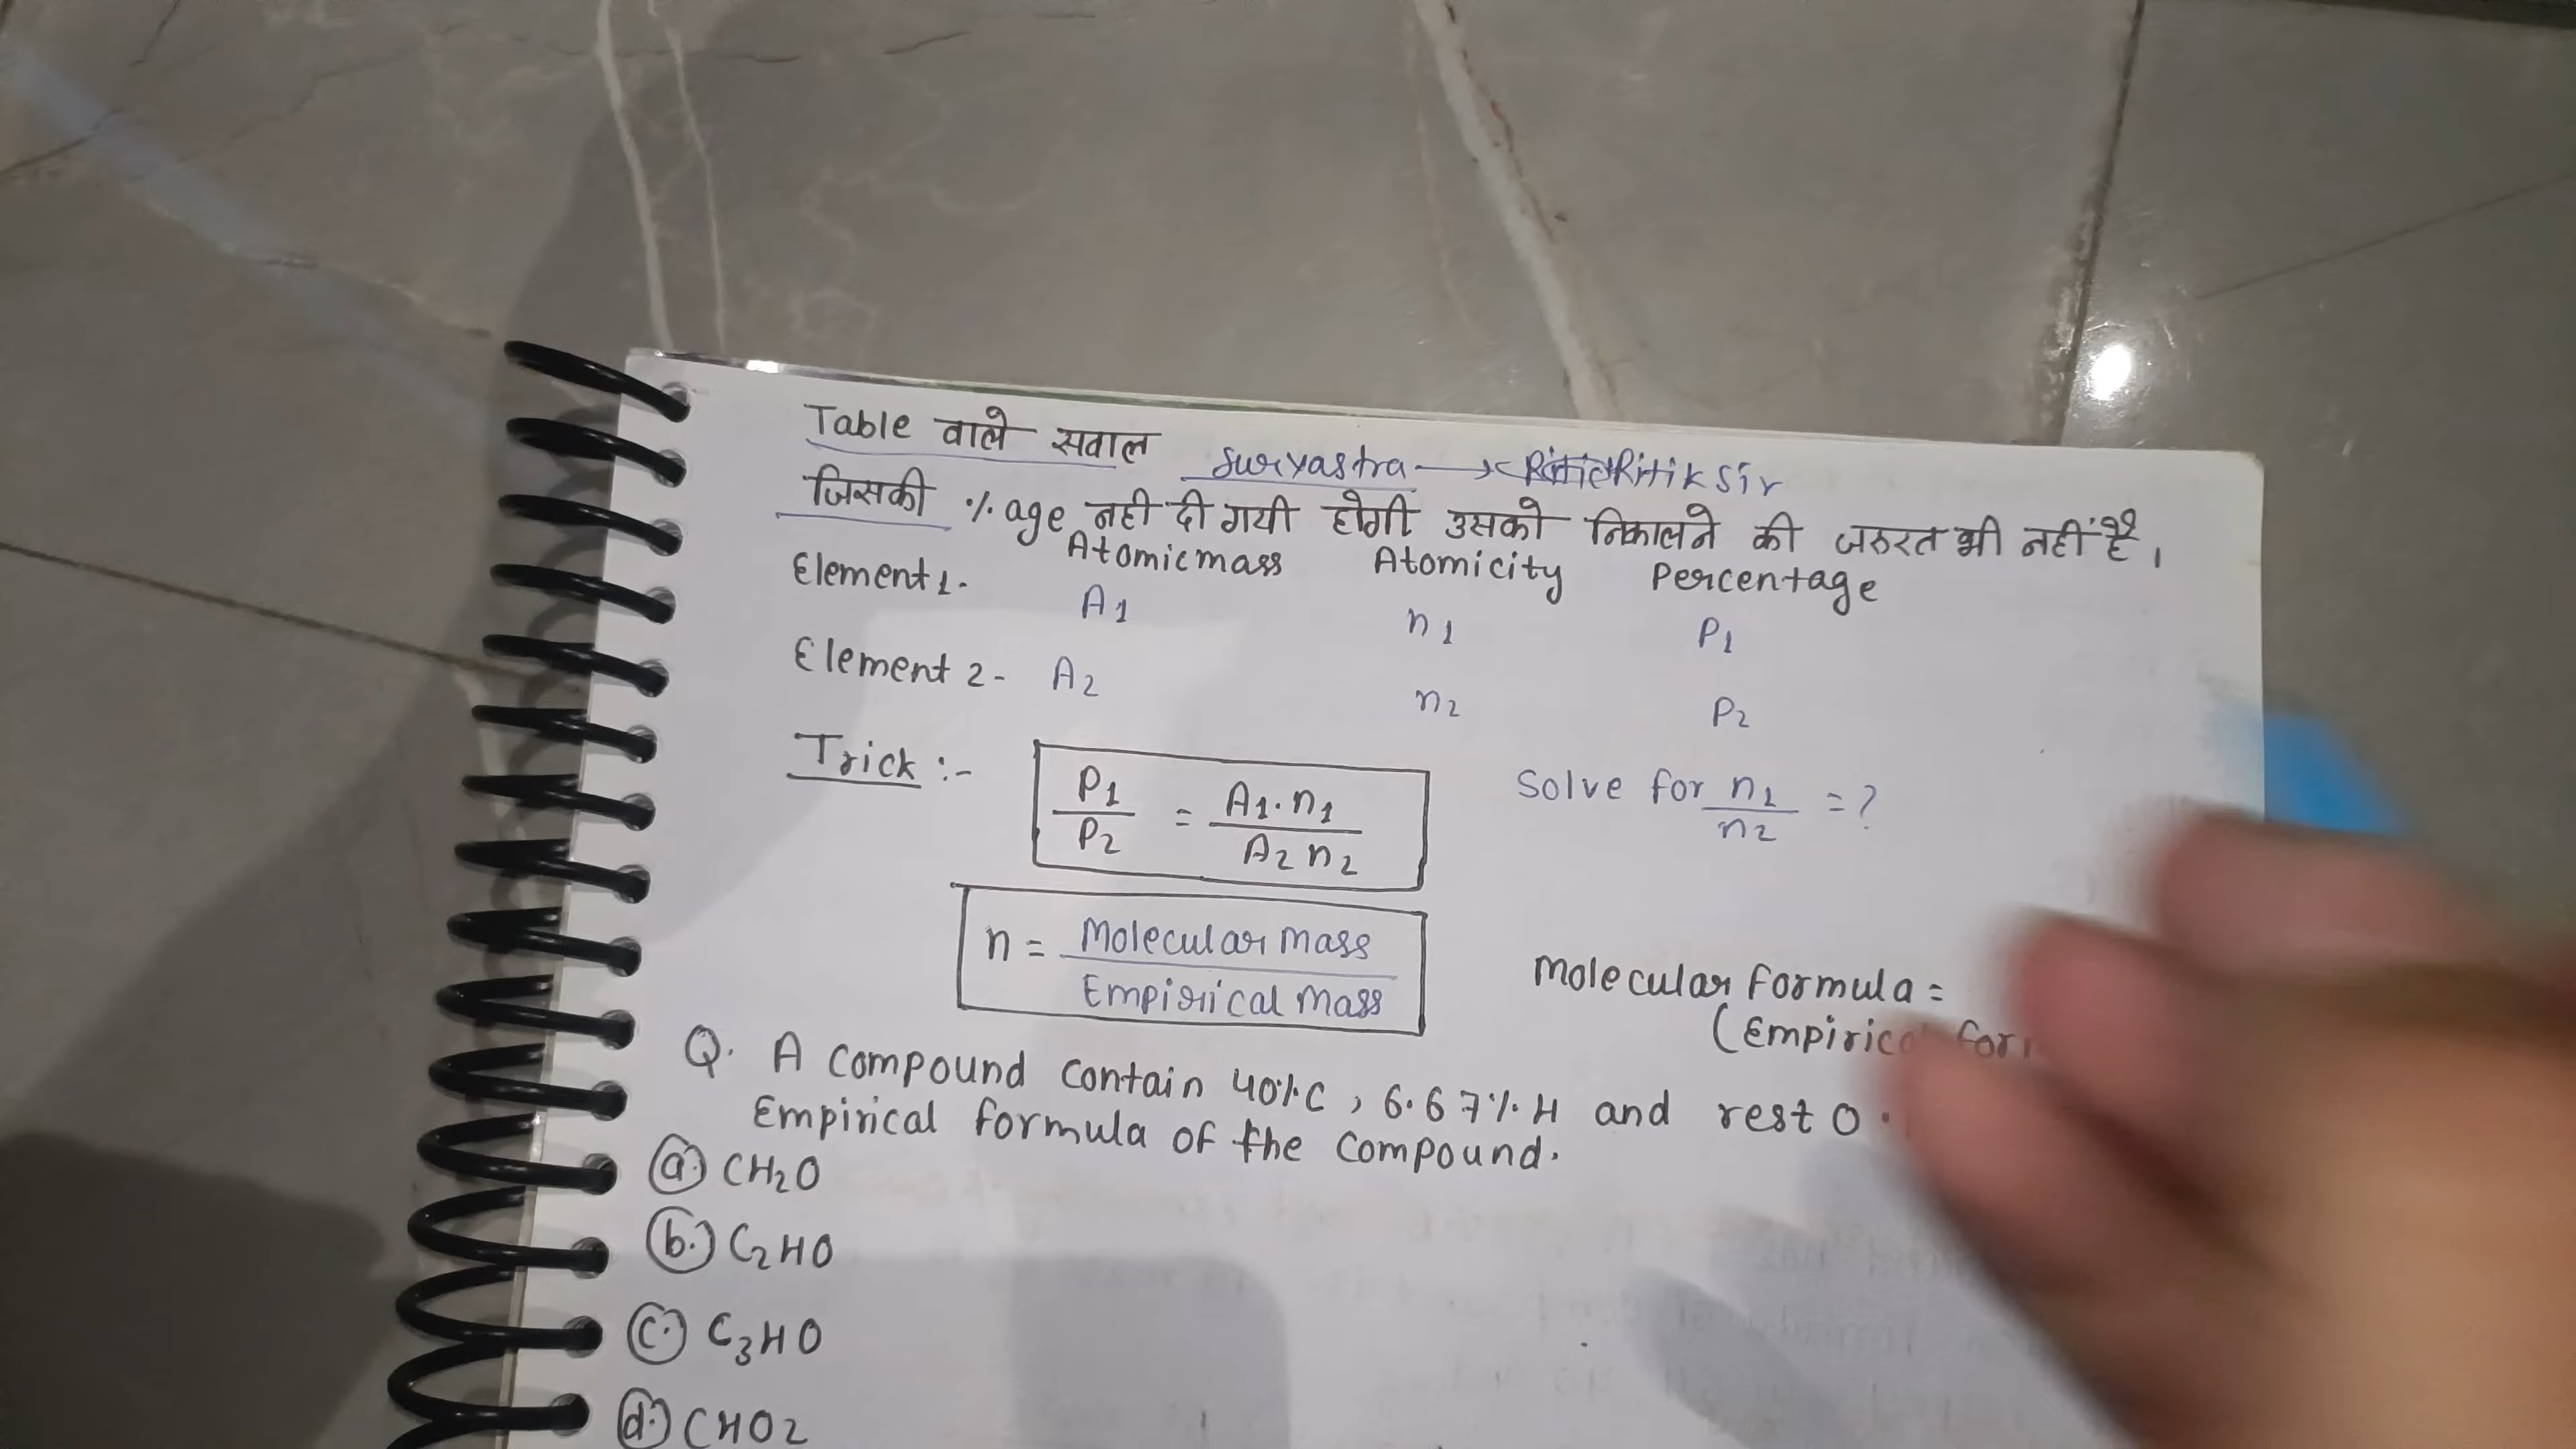 Table वाले सवाल
Suryastra → Ritik Sir
जिसकी %age नही दी गयी होगी उसको निकालने की जरुरत भी नहीं है।
Atomic mass Atomicity Percentage
Element 1. A1 n1 P1
Element 2 - A2 n2 P2
Trick :- P1/P2 = A1.n1/A2 n2 Solve for n1/n2 = ?
n = Molecular mass/Empirical mass
Molecular formula =
(Empirical
Q. A compound contain 40%C, 6.67%H and rest O.
Empirical formula of the compound.
(a.) CH2O
(b.) C2HO
(c.) C3HO
(d.) CHO2